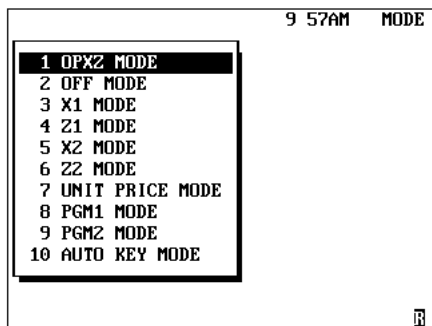 9 57AM MODE
1 OPXZ MODE
2 OFF MODE
3 X1 MODE
4 Z1 MODE
5 X2 MODE
6 Z2 MODE
7 UNIT PRICE MODE
8 PGM1 MODE
9 PGM2 MODE
10 AUTO KEY MODE
R